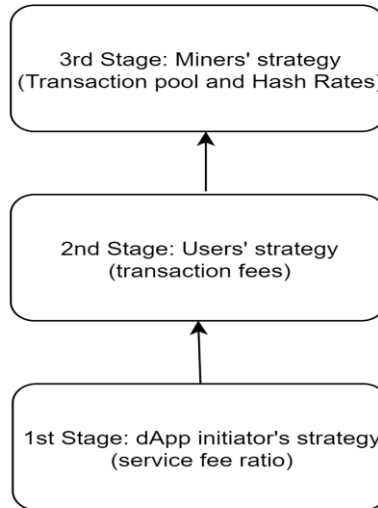 3rd Stage: Miners' strategy
(Transaction pool and Hash Rates)
2nd Stage: Users' strategy
(transaction fees)
1st Stage: dApp initiator's strategy
(service fee ratio)